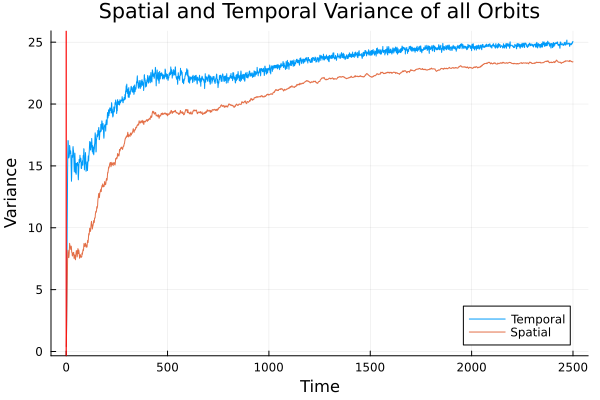 Spatial and Temporal Variance of all Orbits
Variance
25
20
15
10
5
0
0 500 1000 1500 2000 2500
Time
Temporal
Spatial